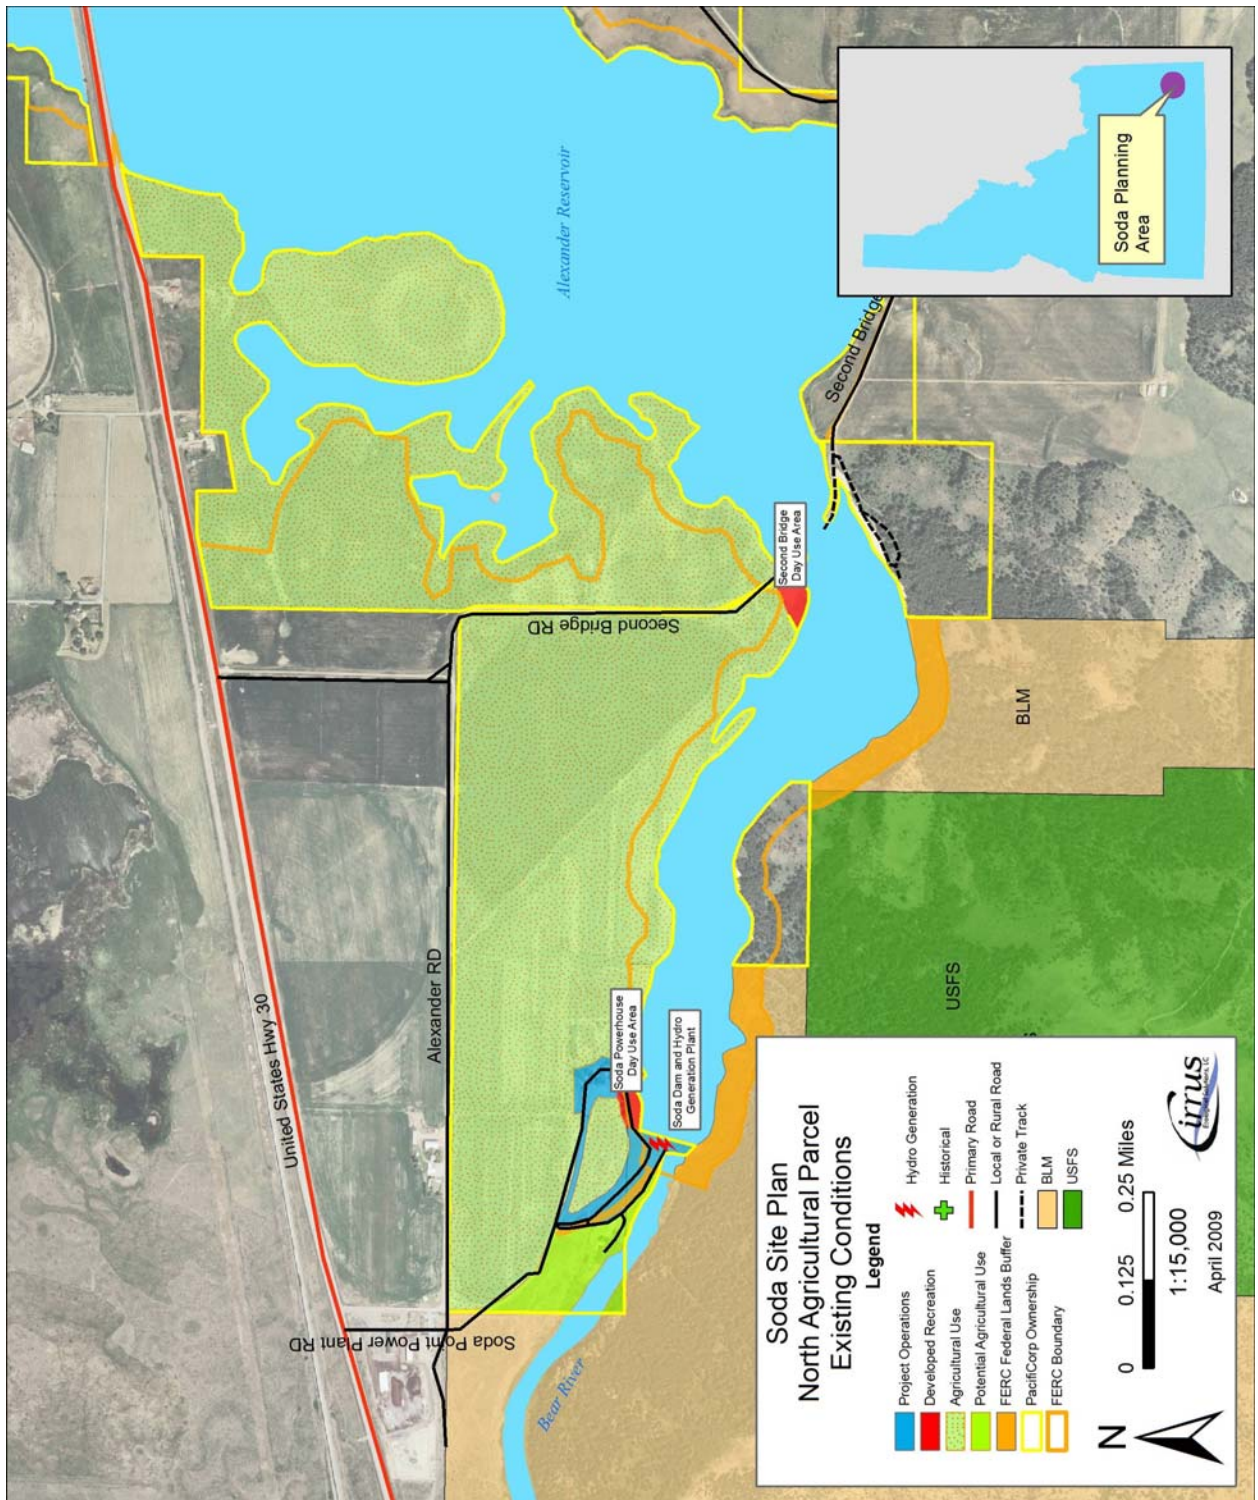 United States Hwy 30
Alexander RD
Soda Point Power Plant RD
Second Bridge RD
Second Bridge
Alexander Reservoir
Bear River
Soda Powerhouse
Day Use Area
Soda Dam and Hydro
Generation Plant
Second Bridge
Day Use Area
BLM
USFS
Soda Planning
Area
Soda Site Plan
North Agricultural Parcel
Existing Conditions
Legend
Project Operations
Developed Recreation
Agricultural Use
Potential Agricultural Use
FERC Federal Lands Buffer
PacifiCorp Ownership
FERC Boundary
Hydro Generation
Historical
Primary Road
Local or Rural Road
Private Track
BLM
USFS
N
0 0.125 0.25 Miles
1:15,000
April 2009
Cirrus
Ecological Solutions, LC